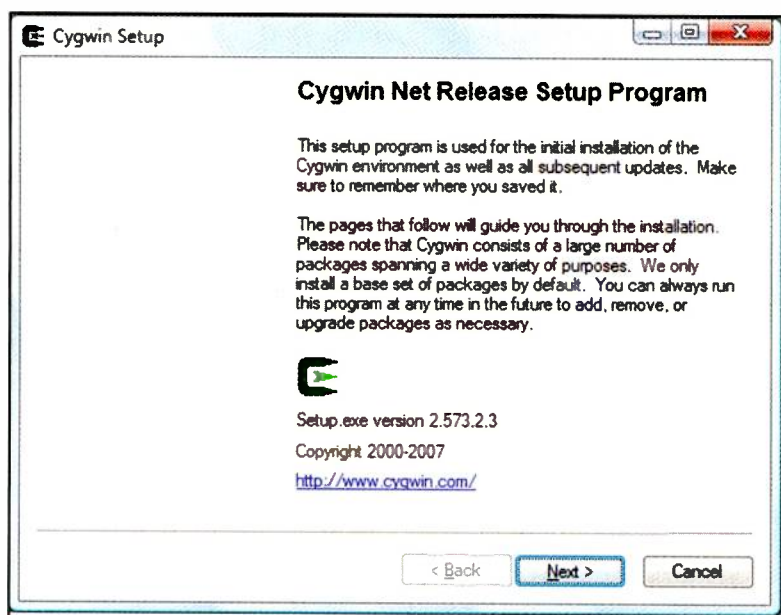 Cygwin Setup
Cygwin Net Release Setup Program
This setup program is used for the initial installation of the
Cygwin environment as well as all subsequent updates. Make
sure to remember where you saved it.
The pages that follow will guide you through the installation.
Please note that Cygwin consists of a large number of
packages spanning a wide variety of purposes. We only
install a base set of packages by default. You can always run
this program at any time in the future to add, remove, or
upgrade packages as necessary.
Setup.exe version 2.573.2.3
Copyright 2000-2007
http://www.cygwin.com/
< Back
Next >
Cancel